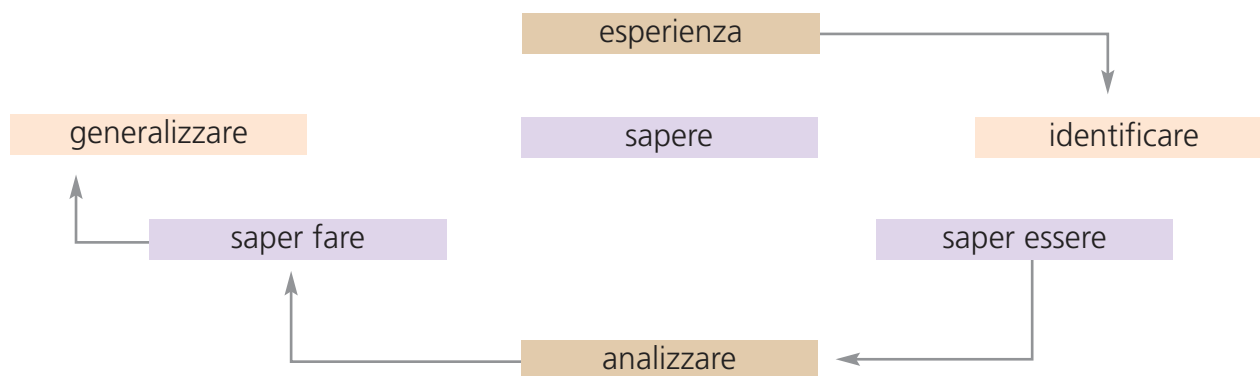 esperienza
generalizzare
sapere
identificare
saper fare
saper essere
analizzare